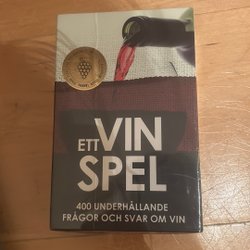 ETT VIN
SPEL
400 UNDERHÅLLANDE
FRÅGOR OCH SVAR OM VIN